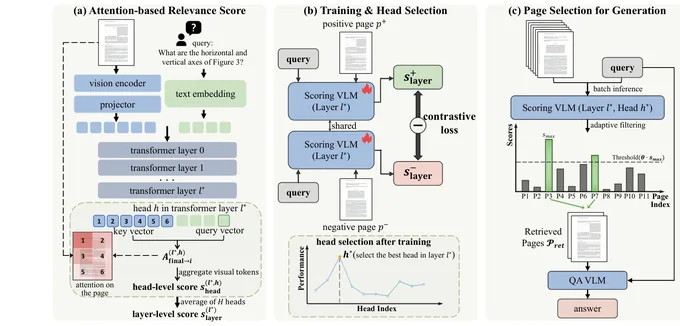 (a) Attention-based Relevance Score
query:
What are the horizontal and
vertical axes of Figure 3?
vision encoder
projector
text embedding
transformer layer 0
transformer layer 1
...
transformer layer l*
head h in transformer layer l*
1 2 3 4 5 6
key vector
query vector
1 2
3 4
5 6
attention on
the page
A^(l*,h)_final→i
aggregate visual tokens
head-level score s^(l*,h)_head
average of H heads
layer-level score s^(l*)_layer
(b) Training & Head Selection
positive page p+
query
Scoring VLM
(Layer l*)
s+layer
shared
contrastive
loss
Scoring VLM
(Layer l*)
s−layer
query
negative page p−
head selection after training
h*(select the best head in layer l*)
Performance
Head Index
(c) Page Selection for Generation
query
batch inference
Scoring VLM (Layer l*, Head h*)
adaptive filtering
Scores
s_max
Threshold(θ · s_max)
P1 P2 P3 P4 P5 P6 P7 P8 P9 P10 P11
Page
Index
Retrieved
Pages 𝒫ret
QA VLM
answer